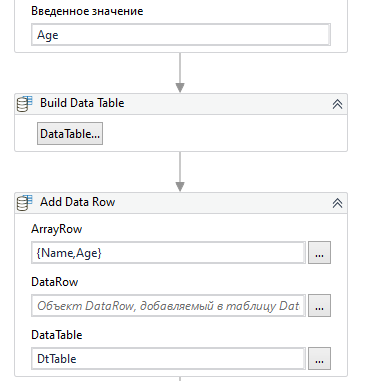 Введенное значение
Age
Build Data Table
DataTable...
Add Data Row
ArrayRow
{Name,Age}
...
DataRow
Объект DataRow, добавляемый в таблицу Dat
...
DataTable
DtTable
...